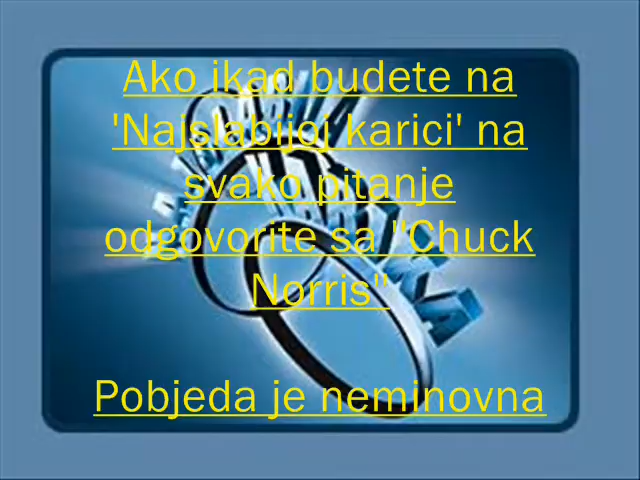 Ako ikad budete na
'Najslabijoj karici' na
svako pitanje
odgovorite sa "Chuck
Norris"
Pobjeda je neminovna